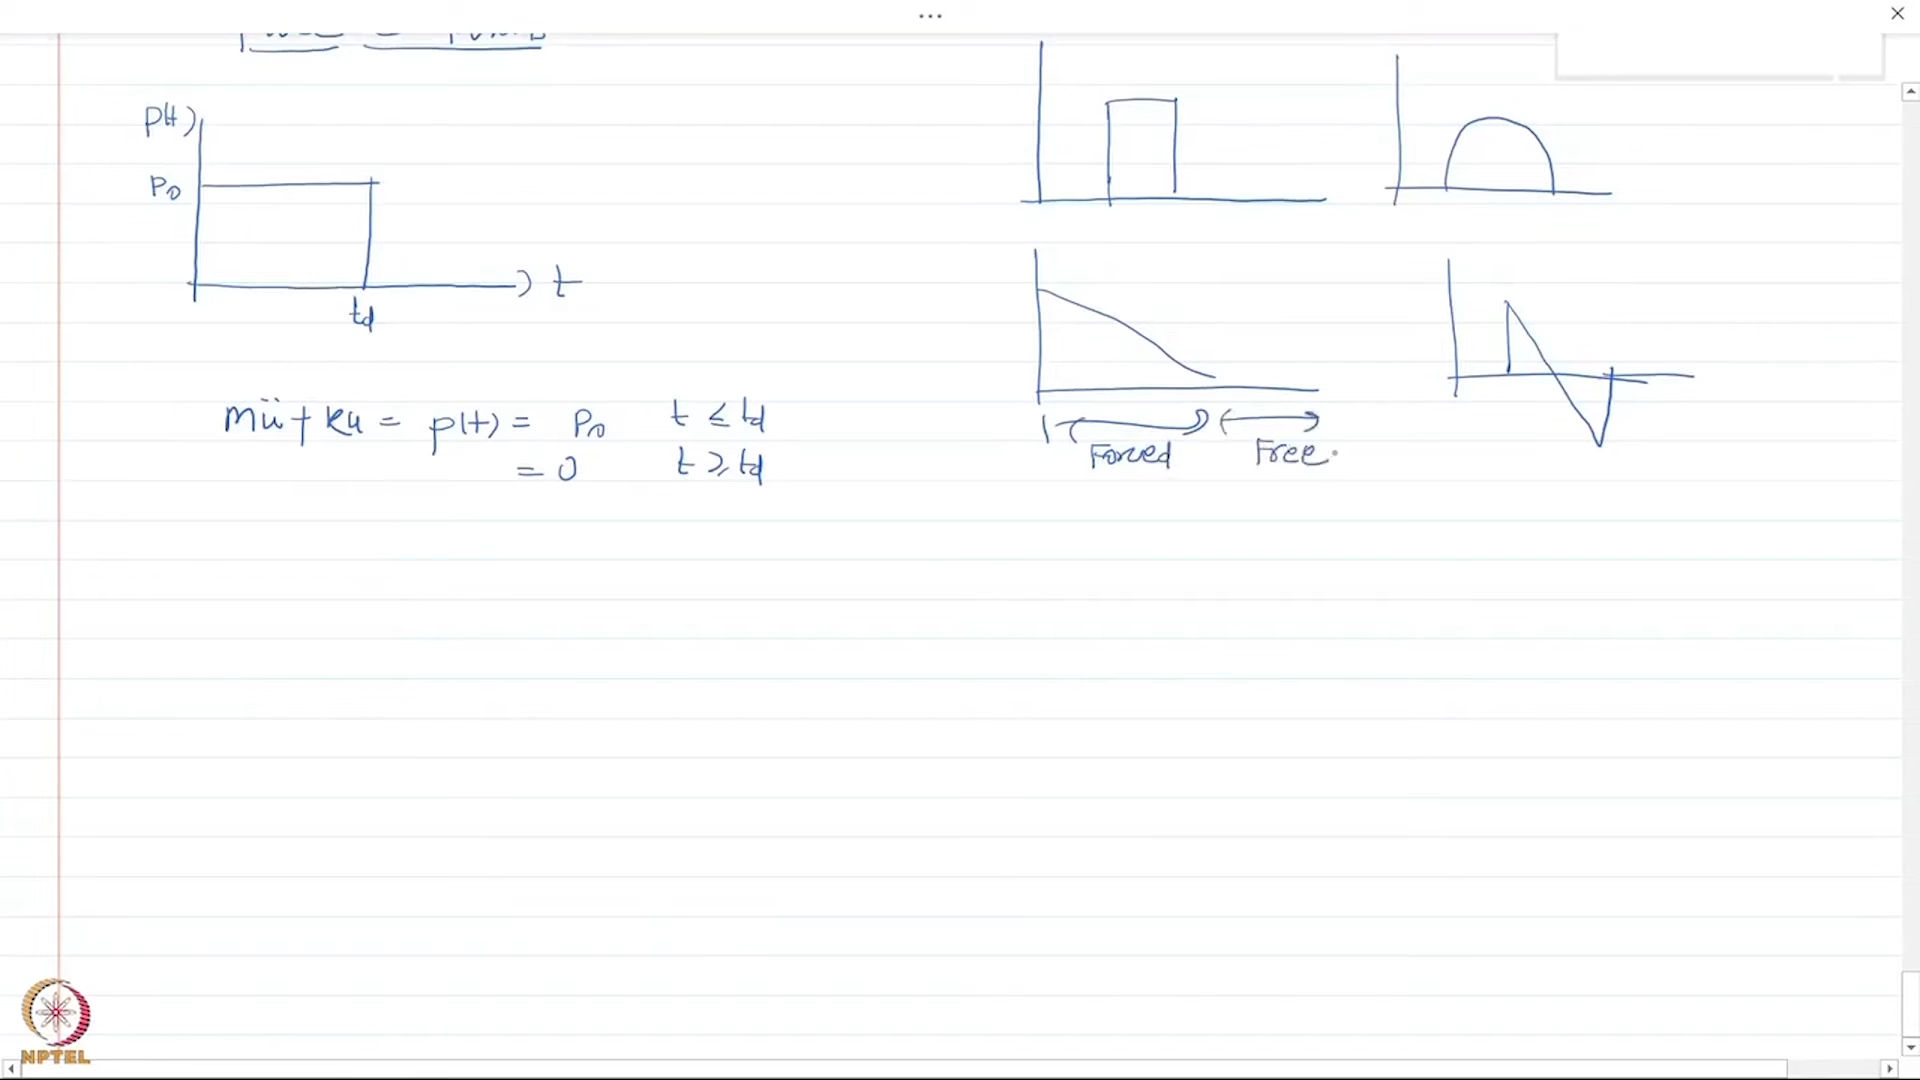 p(t)
p₀
t
td
mü + ku = p(t) = p₀ t ≤ td
= 0 t ≥ td
Forced Free
NPTEL